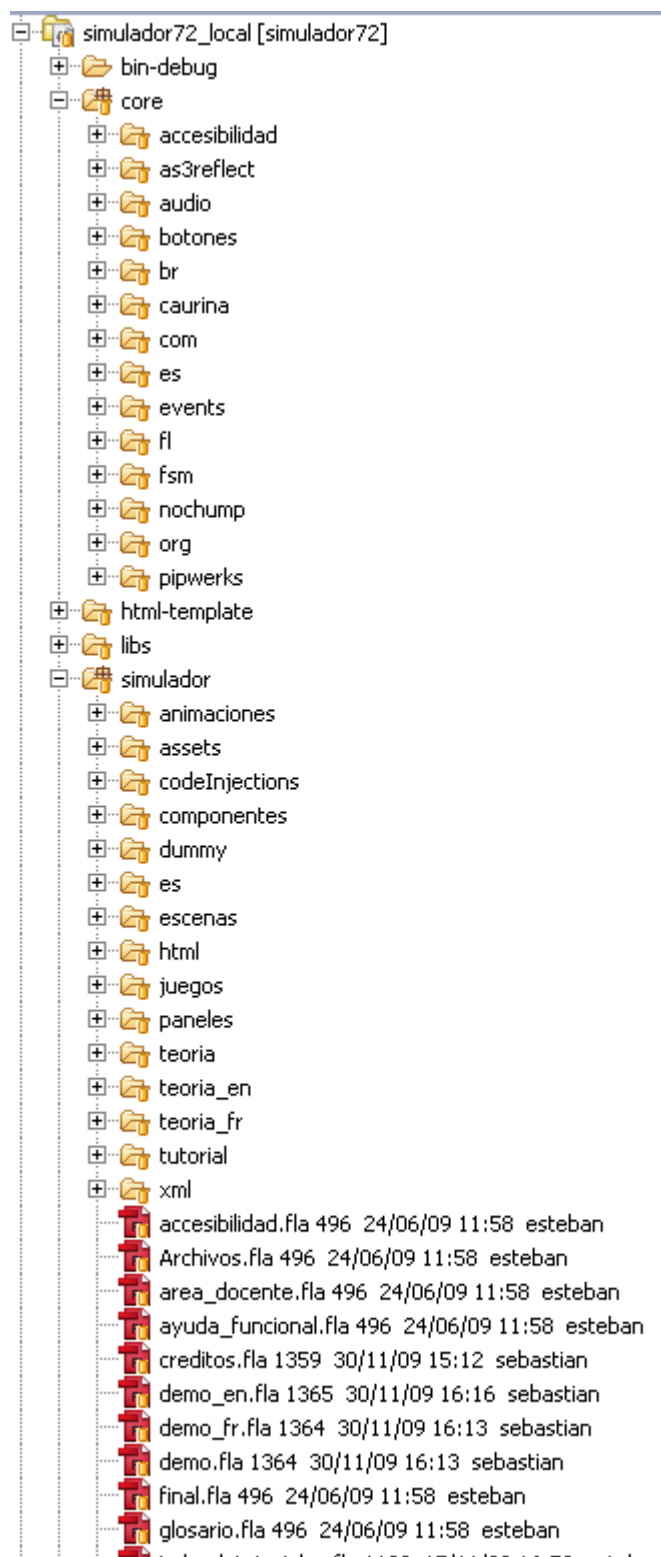 simulador72_local [simulador72]
bin-debug
core
accesibilidad
as3reflect
audio
botones
br
caurina
com
es
events
fl
fsm
nochump
org
pipwerks
html-template
libs
simulador
animaciones
assets
codeInjections
componentes
dummy
es
escenas
html
juegos
paneles
teoria
teoria_en
teoria_fr
tutorial
xml
accesibilidad.fla 496 24/06/09 11:58 esteban
Archivos.fla 496 24/06/09 11:58 esteban
area_docente.fla 496 24/06/09 11:58 esteban
ayuda_funcional.fla 496 24/06/09 11:58 esteban
creditos.fla 1359 30/11/09 15:12 sebastian
demo_en.fla 1365 30/11/09 16:16 sebastian
demo_fr.fla 1364 30/11/09 16:13 sebastian
demo.fla 1364 30/11/09 16:13 sebastian
final.fla 496 24/06/09 11:58 esteban
glosario.fla 496 24/06/09 11:58 esteban